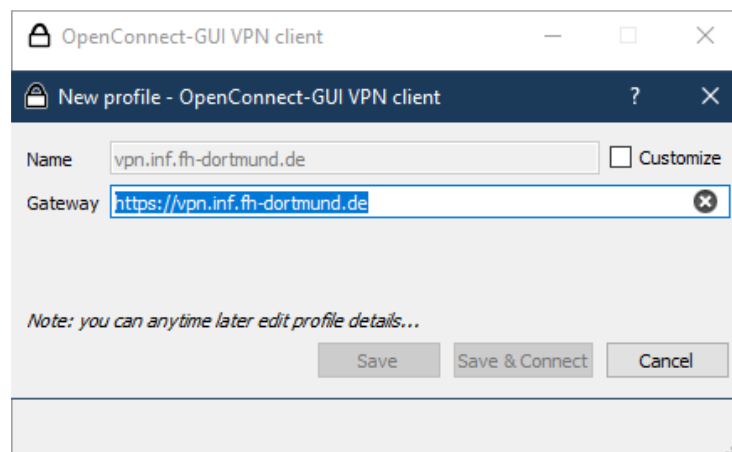 OpenConnect-GUI VPN client
New profile - OpenConnect-GUI VPN client ?
Name vpn.inf.fh-dortmund.de Customize
Gateway https://vpn.inf.fh-dortmund.de
Note: you can anytime later edit profile details...
Save Save & Connect Cancel